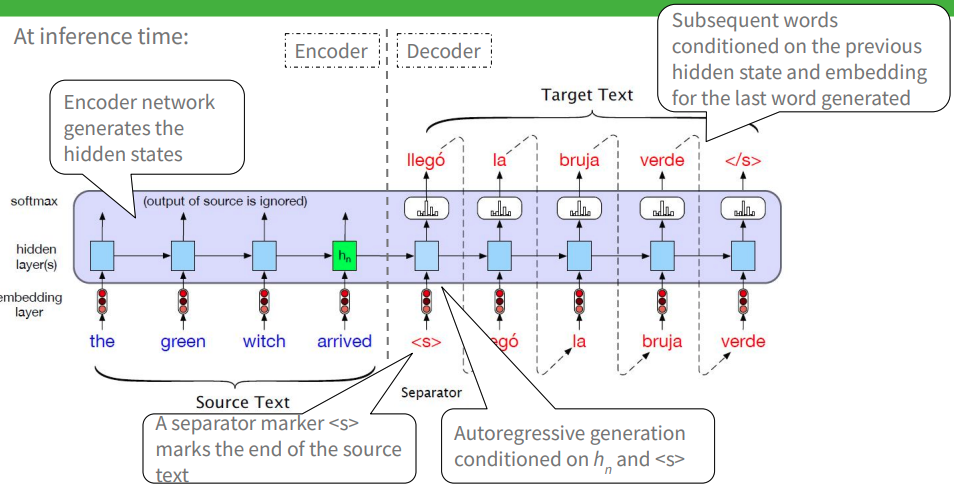 At inference time:
Encoder
Decoder
Subsequent words
conditioned on the previous
hidden state and embedding
for the last word generated
Encoder network
generates the
hidden states
Target Text
llegó la bruja verde </s>
softmax
(output of source is ignored)
hidden
layer(s)
hn
embedding
layer
the green witch arrived <s> egó la bruja verde
Source Text
Separator
A separator marker <s>
marks the end of the source
text
Autoregressive generation
conditioned on hn and <s>